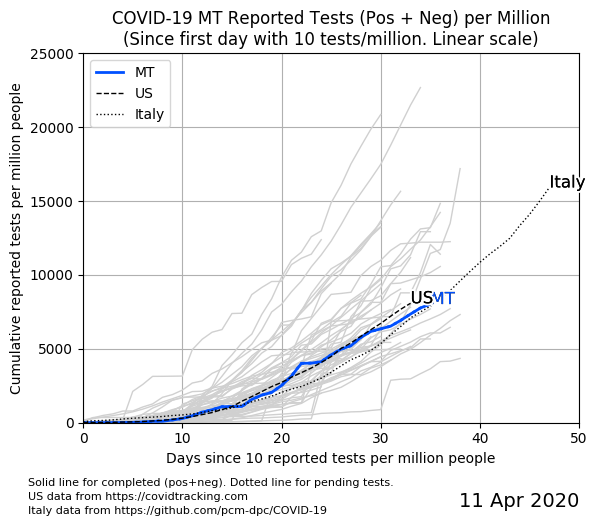 COVID-19 MT Reported Tests (Pos + Neg) per Million
(Since first day with 10 tests/million. Linear scale)
Cumulative reported tests per million people
25000
20000
15000
10000
5000
0
MT
US
Italy
Italy
US
MT
0 10 20 30 40 50
Days since 10 reported tests per million people
Solid line for completed (pos+neg). Dotted line for pending tests.
US data from https://covidtracking.com
Italy data from https://github.com/pcm-dpc/COVID-19
11 Apr 2020